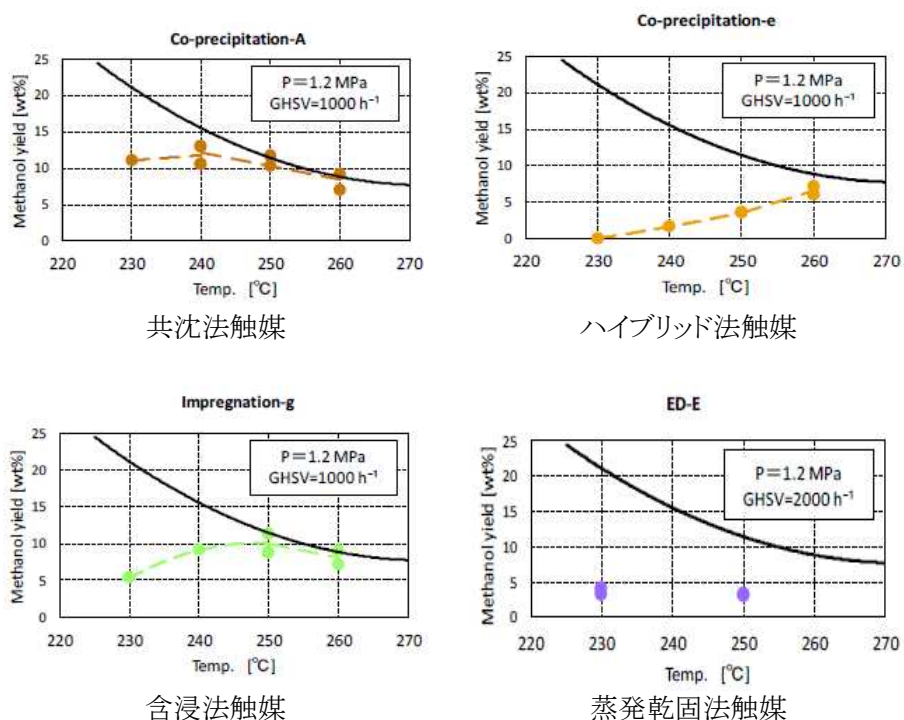 Co-precipitation-A
P＝1.2 MPa
GHSV=1000 h⁻¹
Methanol yield [wt%]
25
20
15
10
5
0
220 230 240 250 260 270
Temp. [°C]
共沈法触媒
Co-precipitation-e
P＝1.2 MPa
GHSV=1000 h⁻¹
Methanol yield [wt%]
25
20
15
10
5
0
220 230 240 250 260 270
Temp. [°C]
ハイブリッド法触媒
Impregnation-g
P＝1.2 MPa
GHSV=1000 h⁻¹
Methanol yield [wt%]
25
20
15
10
5
0
220 230 240 250 260 270
Temp. [°C]
含浸法触媒
ED-E
P＝1.2 MPa
GHSV=2000 h⁻¹
Methanol yield [wt%]
25
20
15
10
5
0
220 230 240 250 260 270
Temp. [°C]
蒸発乾固法触媒